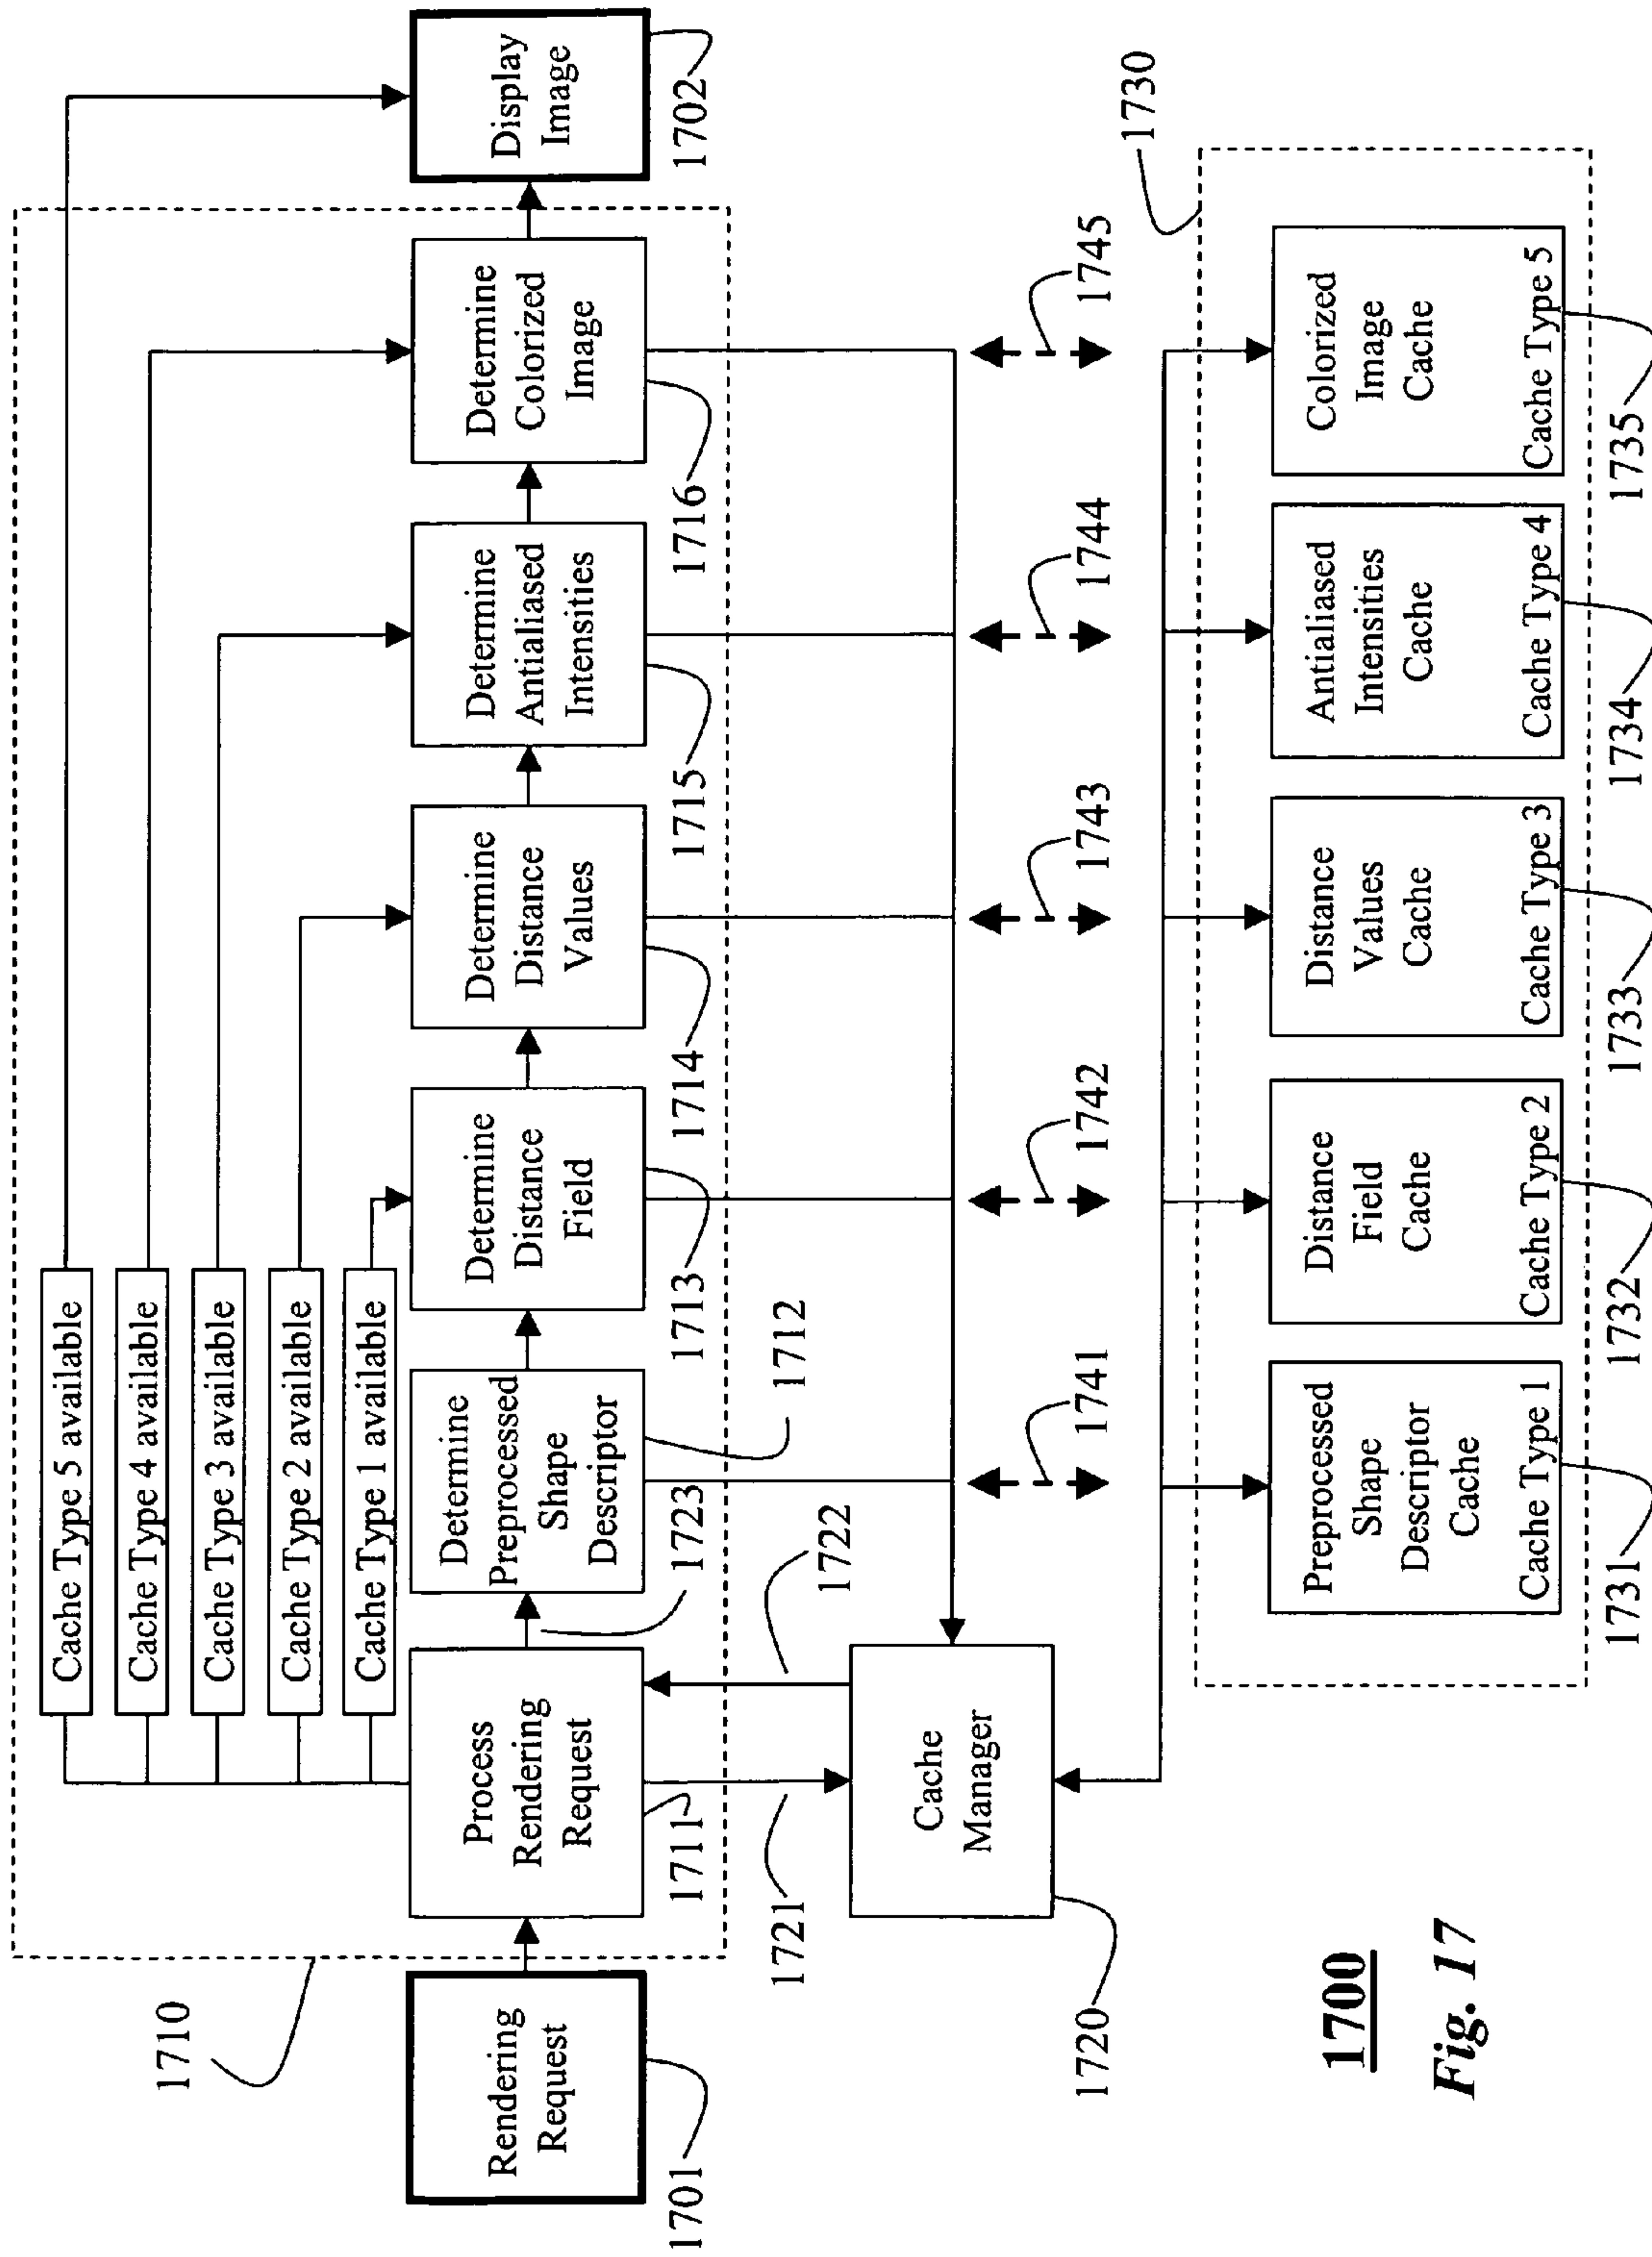 1710
Cache Type 5 available
Cache Type 4 available
Cache Type 3 available
Cache Type 2 available
Cache Type 1 available
Rendering
Request
1701
Process
Rendering
Request
1711
1723
Determine
Preprocessed
Shape
Descriptor
1712
Determine
Distance
Field
1713
Determine
Distance
Values
1714
Determine
Antialiased
Intensities
1715
Determine
Colorized
Image
1716
Display
Image
1702
1721
1722
Cache
Manager
1720
1741
1742
1743
1744
1745
1730
Preprocessed
Shape
Descriptor
Cache
Cache Type 1
1731
Distance
Field
Cache
Cache Type 2
1732
Distance
Values
Cache
Cache Type 3
1733
Antialiased
Intensities
Cache
Cache Type 4
1734
Colorized
Image
Cache
Cache Type 5
1735
1700
Fig. 17